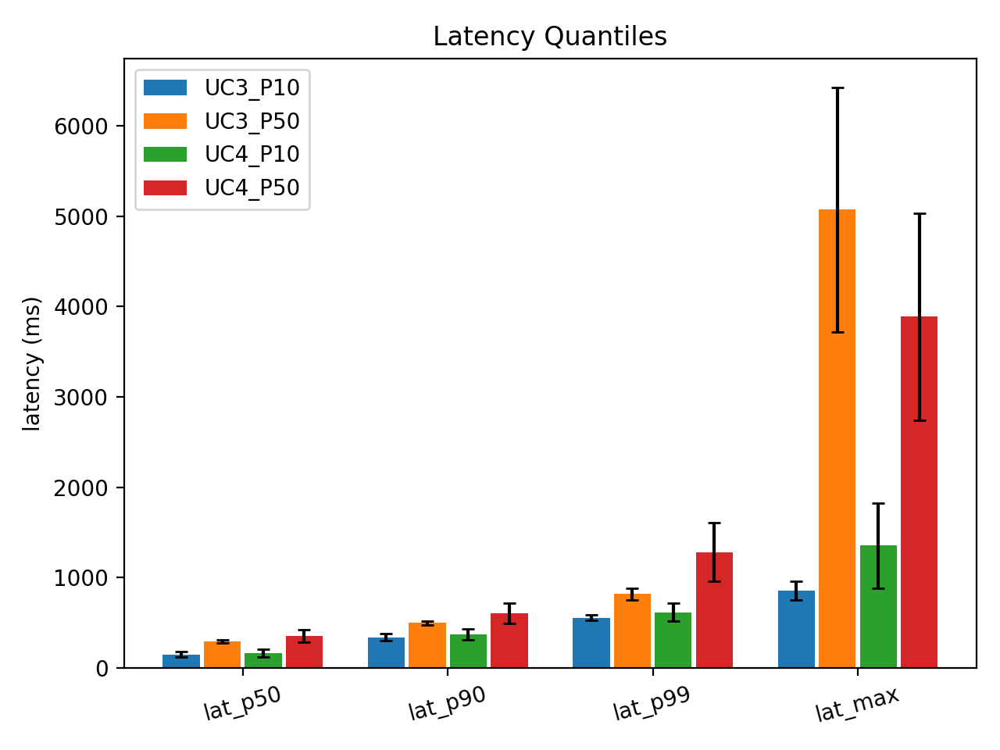 Latency Quantiles
UC3_P10
UC3_P50
UC4_P10
UC4_P50
latency (ms)
6000
5000
4000
3000
2000
1000
0
lat_p50
lat_p90
lat_p99
lat_max